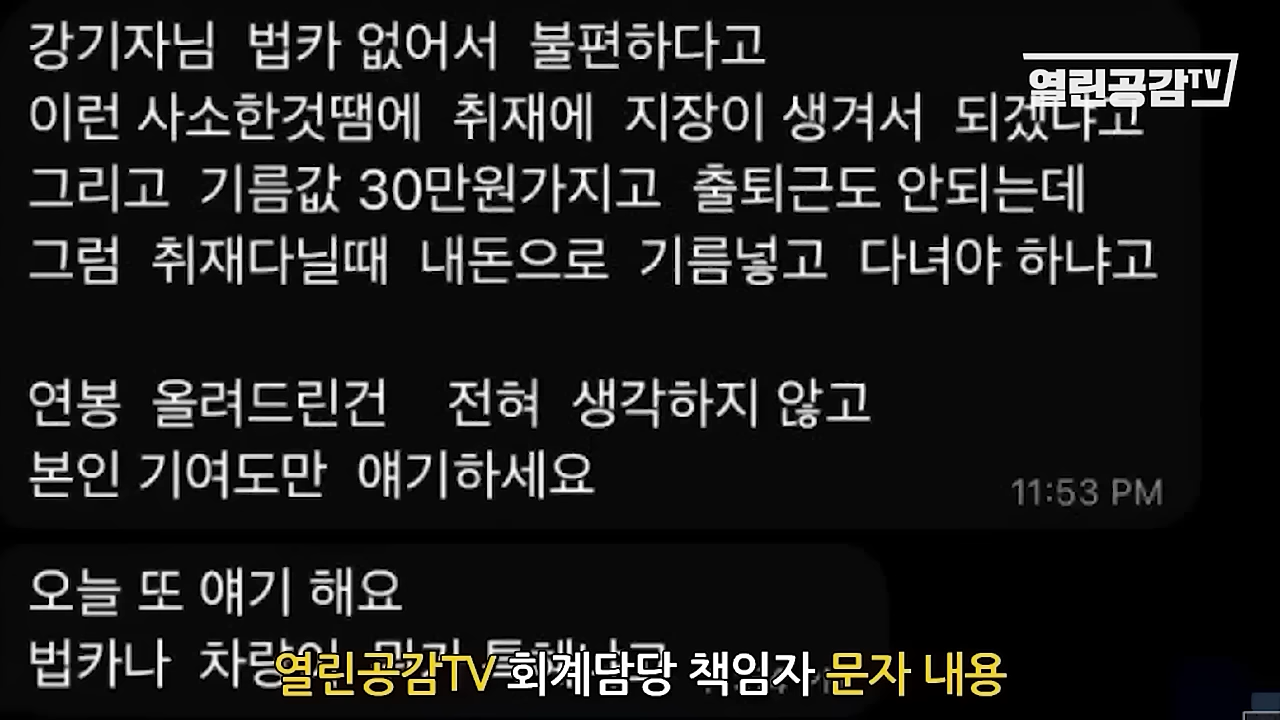 강기자님 법카 없어서 불편하다고
열린공감TV
이런 사소한것땜에 취재에 지장이 생겨서 되겠냐고
그리고 기름값 30만원가지고 출퇴근도 안되는데
그럼 취재다닐때 내돈으로 기름넣고 다녀야 하냐고
연봉 올려드린건 전혀 생각하지 않고
본인 기여도만 얘기하세요
11:53 PM
오늘 또 얘기 해요
법카나
열린공감TV 회계담당 책임자 문자 내용